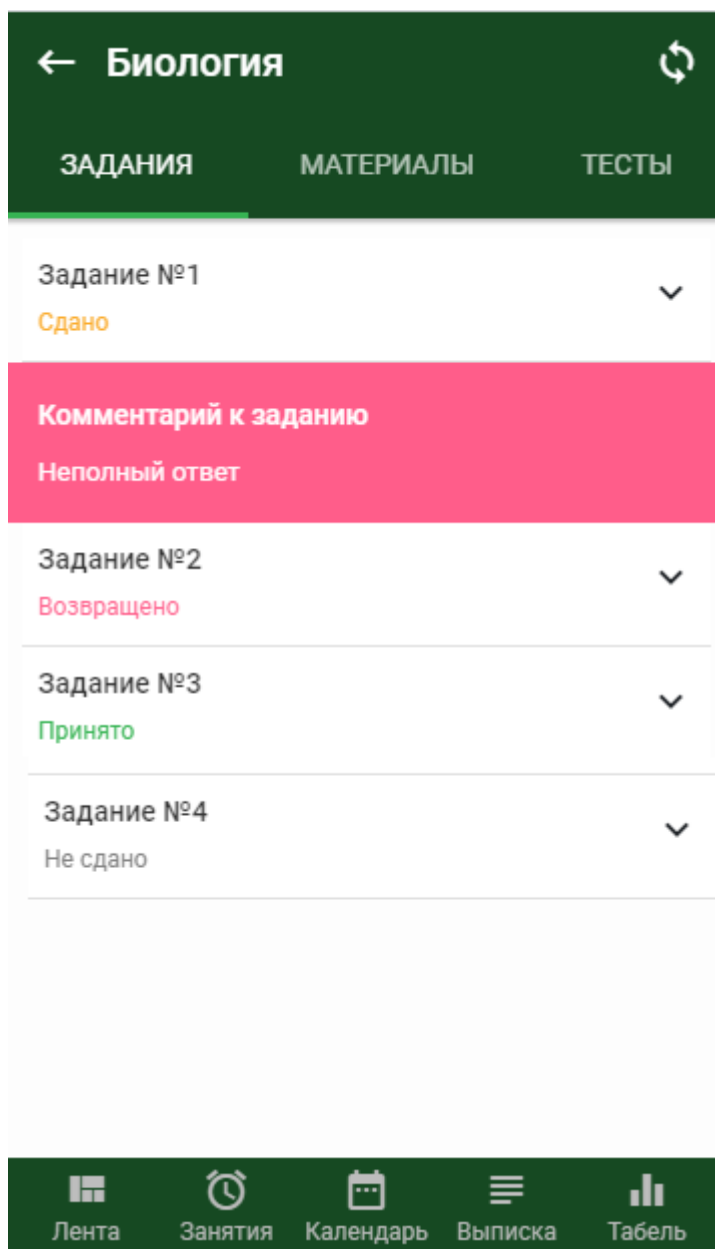 Биология
ЗАДАНИЯ МАТЕРИАЛЫ ТЕСТЫ
Задание №1
Сдано
Комментарий к заданию
Неполный ответ
Задание №2
Возвращено
Задание №3
Принято
Задание №4
Не сдано
Лента Занятия Календарь Выписка Табель